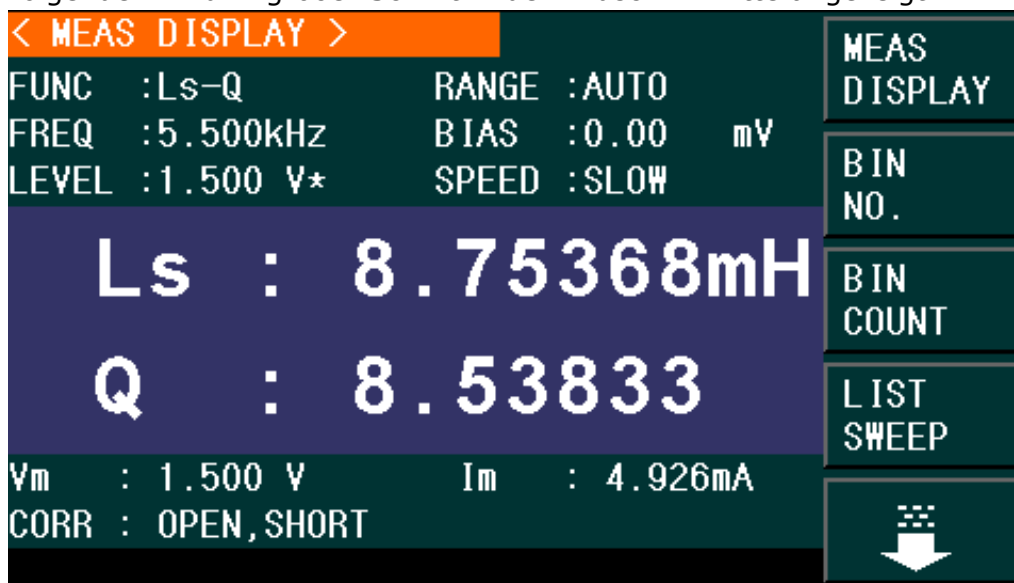 < MEAS DISPLAY >
FUNC :Ls-Q RANGE :AUTO
FREQ :5.500kHz BIAS :0.00 mV
LEVEL :1.500 V* SPEED :SLOW
Ls : 8.75368mH
Q : 8.53833
Vm : 1.500 V Im : 4.926mA
CORR : OPEN,SHORT
MEAS
DISPLAY
BIN
NO.
BIN
COUNT
LIST
SWEEP